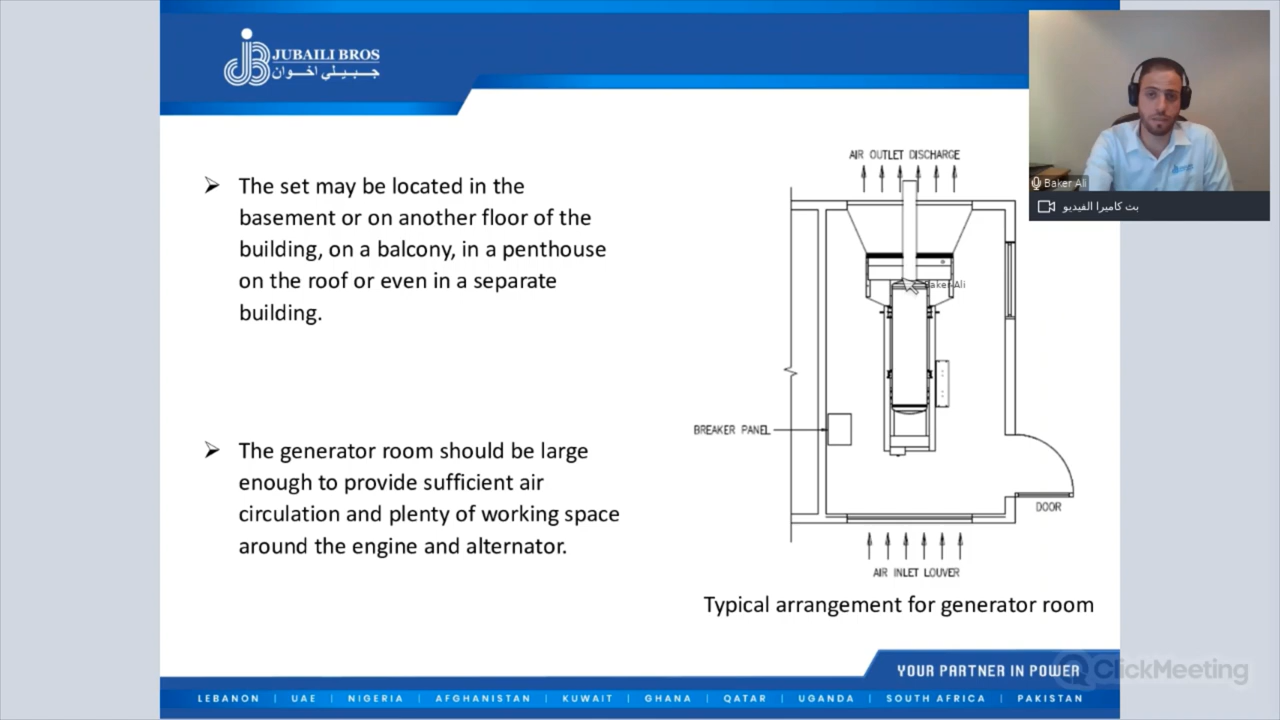 JUBAILI BROS
جبيلي اخوان
The set may be located in the
basement or on another floor of the
building, on a balcony, in a penthouse
on the roof or even in a separate
building.
The generator room should be large
enough to provide sufficient air
circulation and plenty of working space
around the engine and alternator.
AIR OUTLET DISCHARGE
Baker Ali
BREAKER PANEL
DOOR
AIR INLET LOUVER
Typical arrangement for generator room
Baker Ali
بث كاميرا الفيديو
YOUR PARTNER IN POWER
ClickMeeting
LEBANON | UAE | NIGERIA | AFGHANISTAN | KUWAIT | GHANA | QATAR | UGANDA | SOUTH AFRICA | PAKISTAN